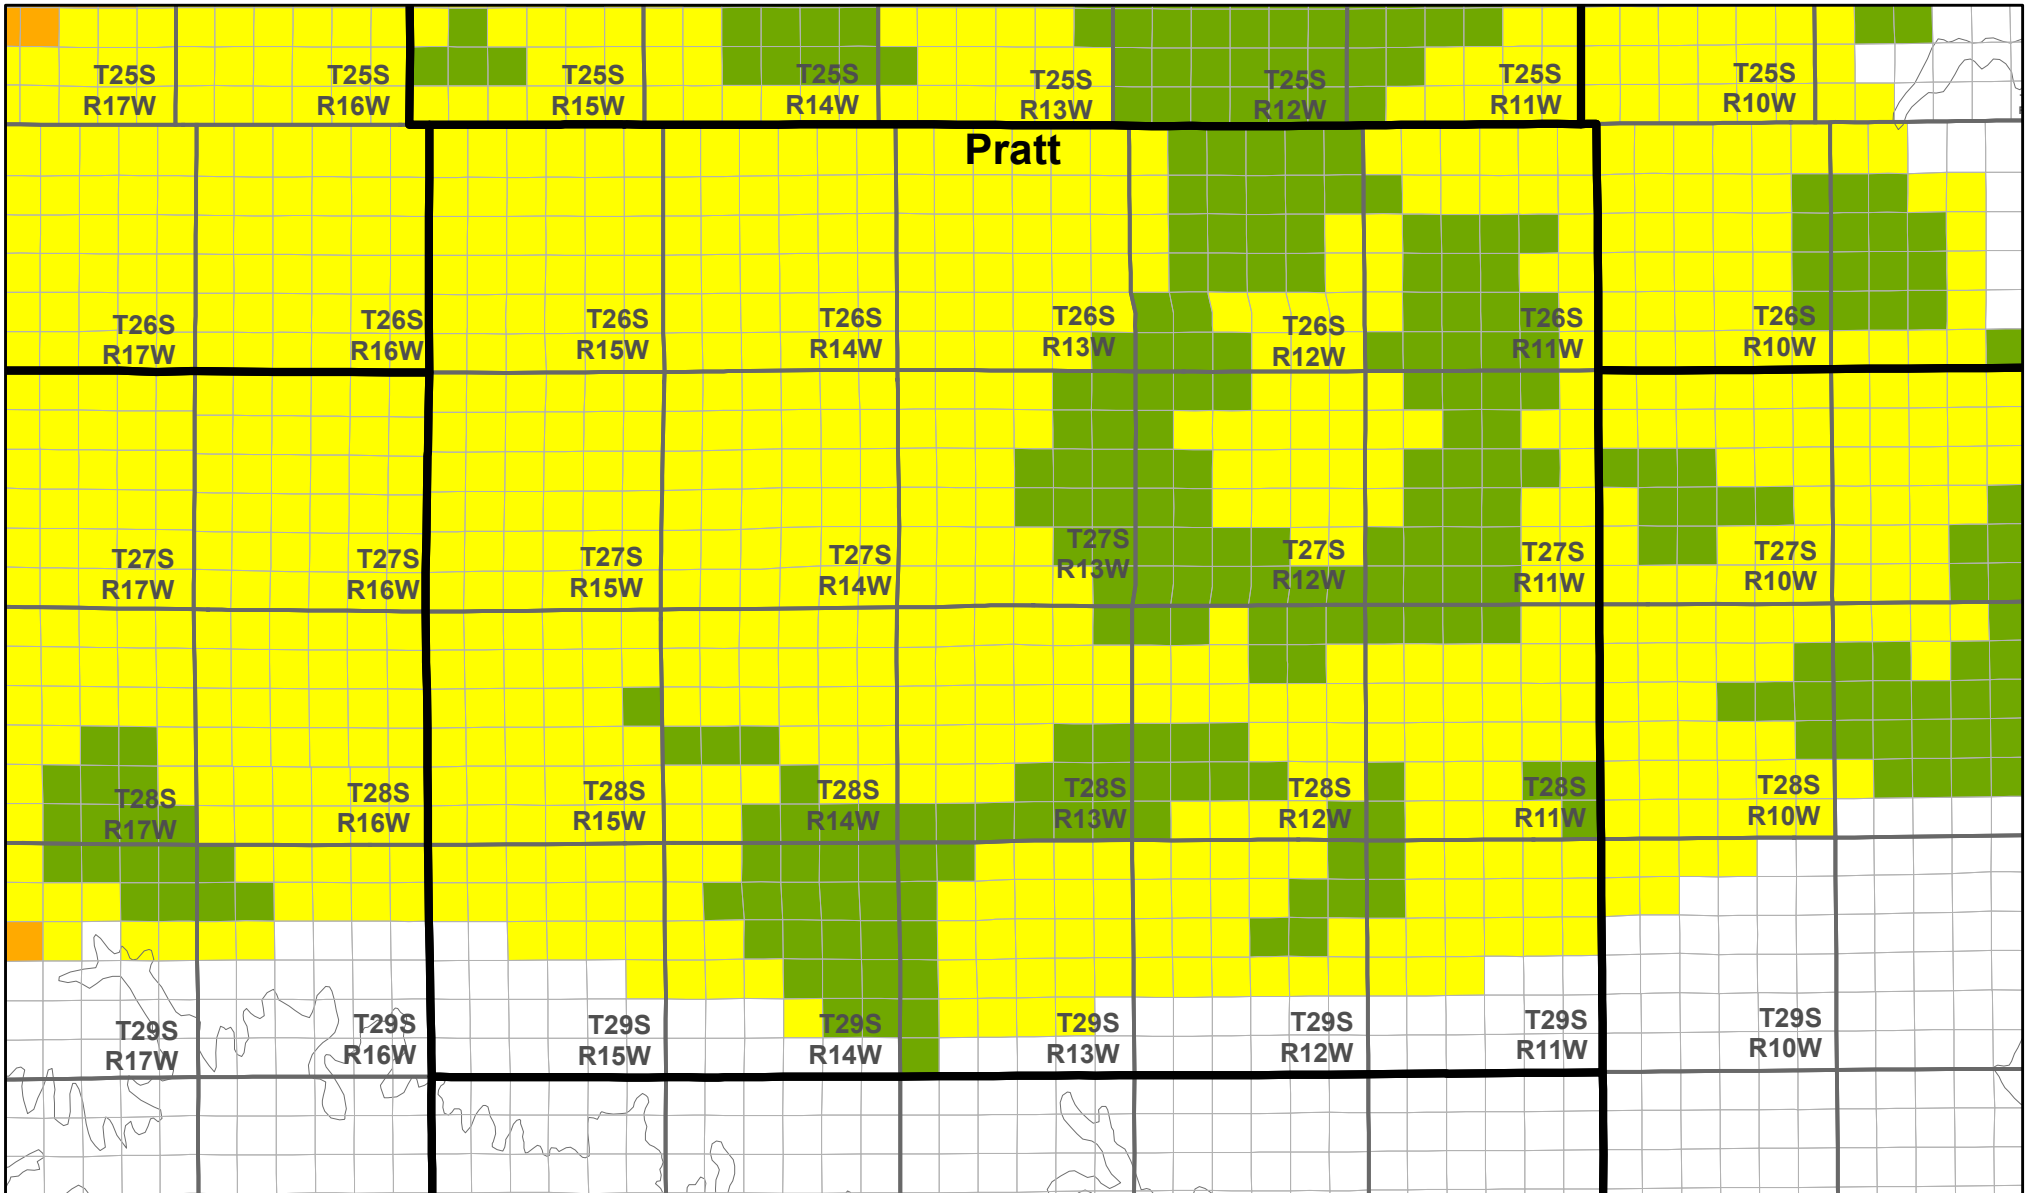 T25S
R17W
T25S
R16W
T25S
R15W
T25S
R14W
T25S
R13W
T25S
R12W
T25S
R11W
T25S
R10W
Pratt
T26S
R17W
T26S
R16W
T26S
R15W
T26S
R14W
T26S
R13W
T26S
R12W
T26S
R11W
T26S
R10W
T27S
R17W
T27S
R16W
T27S
R15W
T27S
R14W
T27S
R13W
T27S
R12W
T27S
R11W
T27S
R10W
T28S
R17W
T28S
R16W
T28S
R15W
T28S
R14W
T28S
R13W
T28S
R12W
T28S
R11W
T28S
R10W
T29S
R17W
T29S
R16W
T29S
R15W
T29S
R14W
T29S
R13W
T29S
R12W
T29S
R11W
T29S
R10W